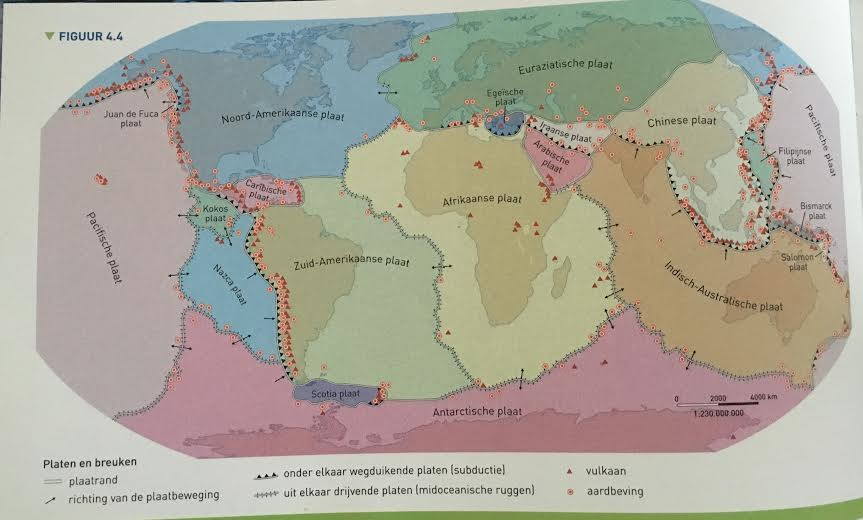 ▼ FIGUUR 4.4
Juan de Fuca
plaat
Noord-Amerikaanse plaat
Euraziatische plaat
Egeïsche
plaat
Iraanse plaat
Arabische
plaat
Chinese plaat
Pacifische plaat
Filipijnse
plaat
Caribische
plaat
Kokos
plaat
Afrikaanse plaat
Bismarck
plaat
Salomon
plaat
Pacifische plaat
Nazca plaat
Zuid-Amerikaanse plaat
Indisch-Australische plaat
Scotia plaat
Antarctische plaat
0 2000 4000 km
1:230.000.000
Platen en breuken
plaatrand
richting van de plaatbeweging
onder elkaar wegduikende platen (subductie)
uit elkaar drijvende platen (midoceanische ruggen)
vulkaan
aardbeving